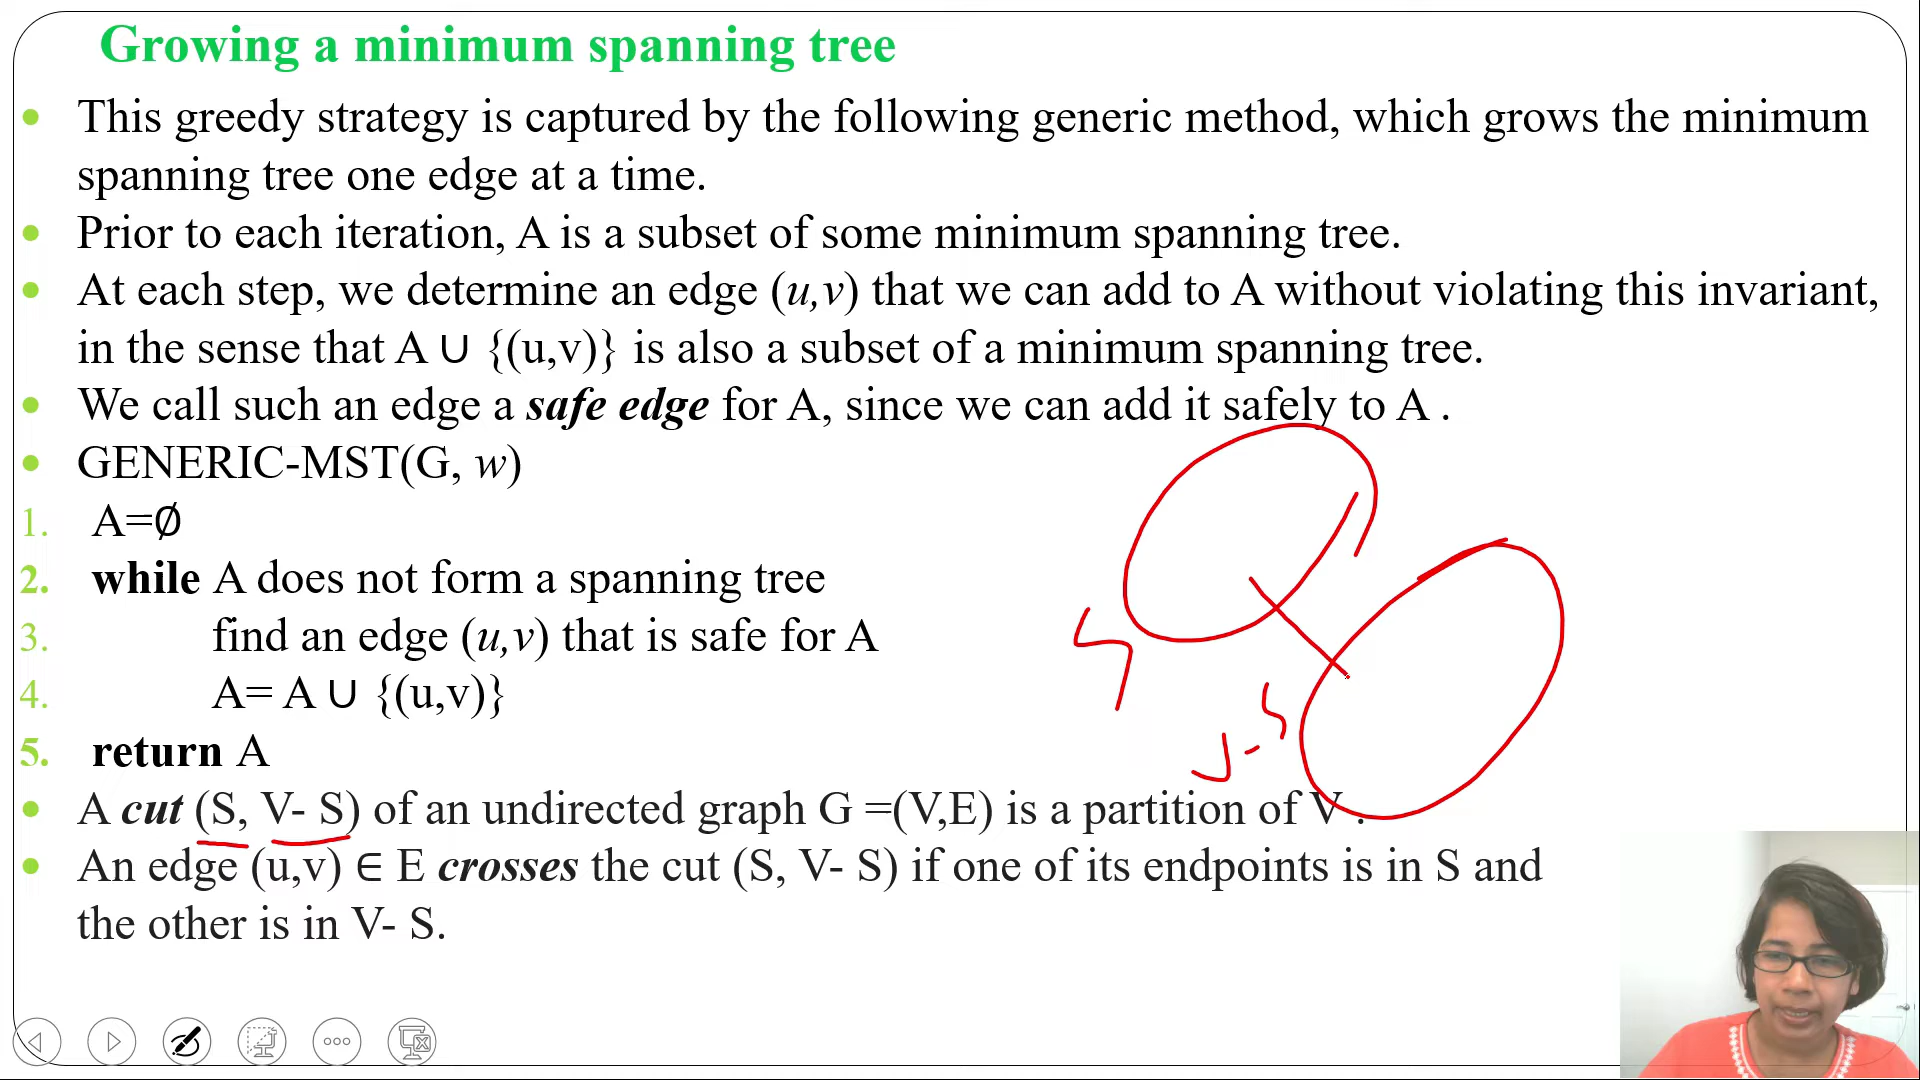 Growing a minimum spanning tree
• This greedy strategy is captured by the following generic method, which grows the minimum
spanning tree one edge at a time.
• Prior to each iteration, A is a subset of some minimum spanning tree.
• At each step, we determine an edge (u,v) that we can add to A without violating this invariant,
in the sense that A ∪ {(u,v)} is also a subset of a minimum spanning tree.
• We call such an edge a safe edge for A, since we can add it safely to A .
• GENERIC-MST(G, w)
1. A=∅
2. while A does not form a spanning tree
3. find an edge (u,v) that is safe for A
4. A= A ∪ {(u,v)}
5. return A
S
V-S
• A cut (S, V- S) of an undirected graph G =(V,E) is a partition of V .
• An edge (u,v) ∈ E crosses the cut (S, V- S) if one of its endpoints is in S and
the other is in V- S.